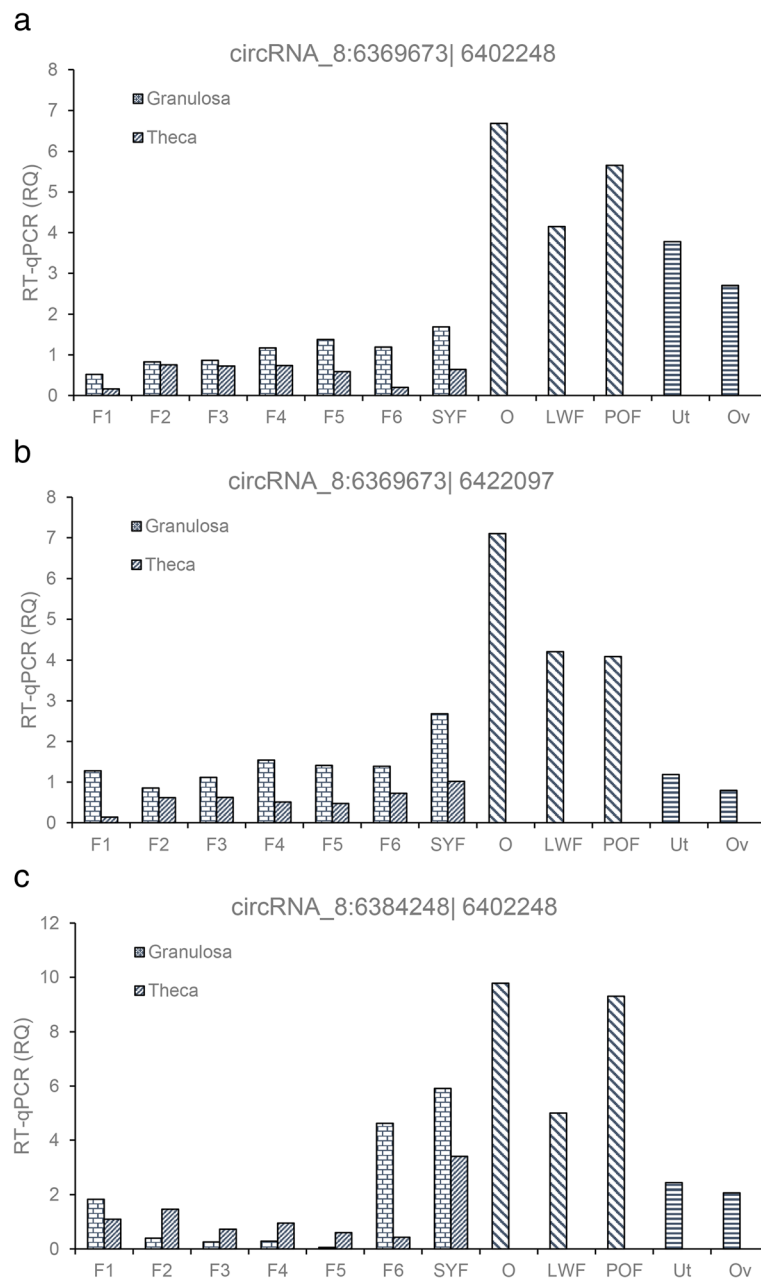 a
circRNA_8:6369673| 6402248
8
7
6
5
4
3
2
1
0
RT-qPCR (RQ)
Granulosa
Theca
F1 F2 F3 F4 F5 F6 SYF O LWF POF Ut Ov
b
circRNA_8:6369673| 6422097
8
7
6
5
4
3
2
1
0
RT-qPCR (RQ)
Granulosa
Theca
F1 F2 F3 F4 F5 F6 SYF O LWF POF Ut Ov
c
circRNA_8:6384248| 6402248
12
10
8
6
4
2
0
RT-qPCR (RQ)
Granulosa
Theca
F1 F2 F3 F4 F5 F6 SYF O LWF POF Ut Ov